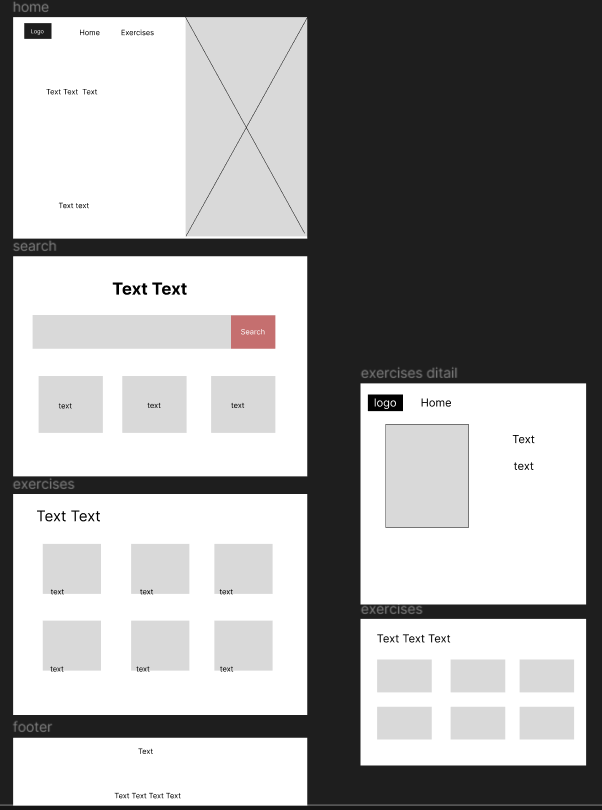 home
Logo Home Exercises
Text Text Text
Text text
search
Text Text
Search
text text text
exercises
Text Text
text text text
text text text
footer
Text
Text Text Text Text
exercises ditail
logo Home
Text
text
exercises
Text Text Text